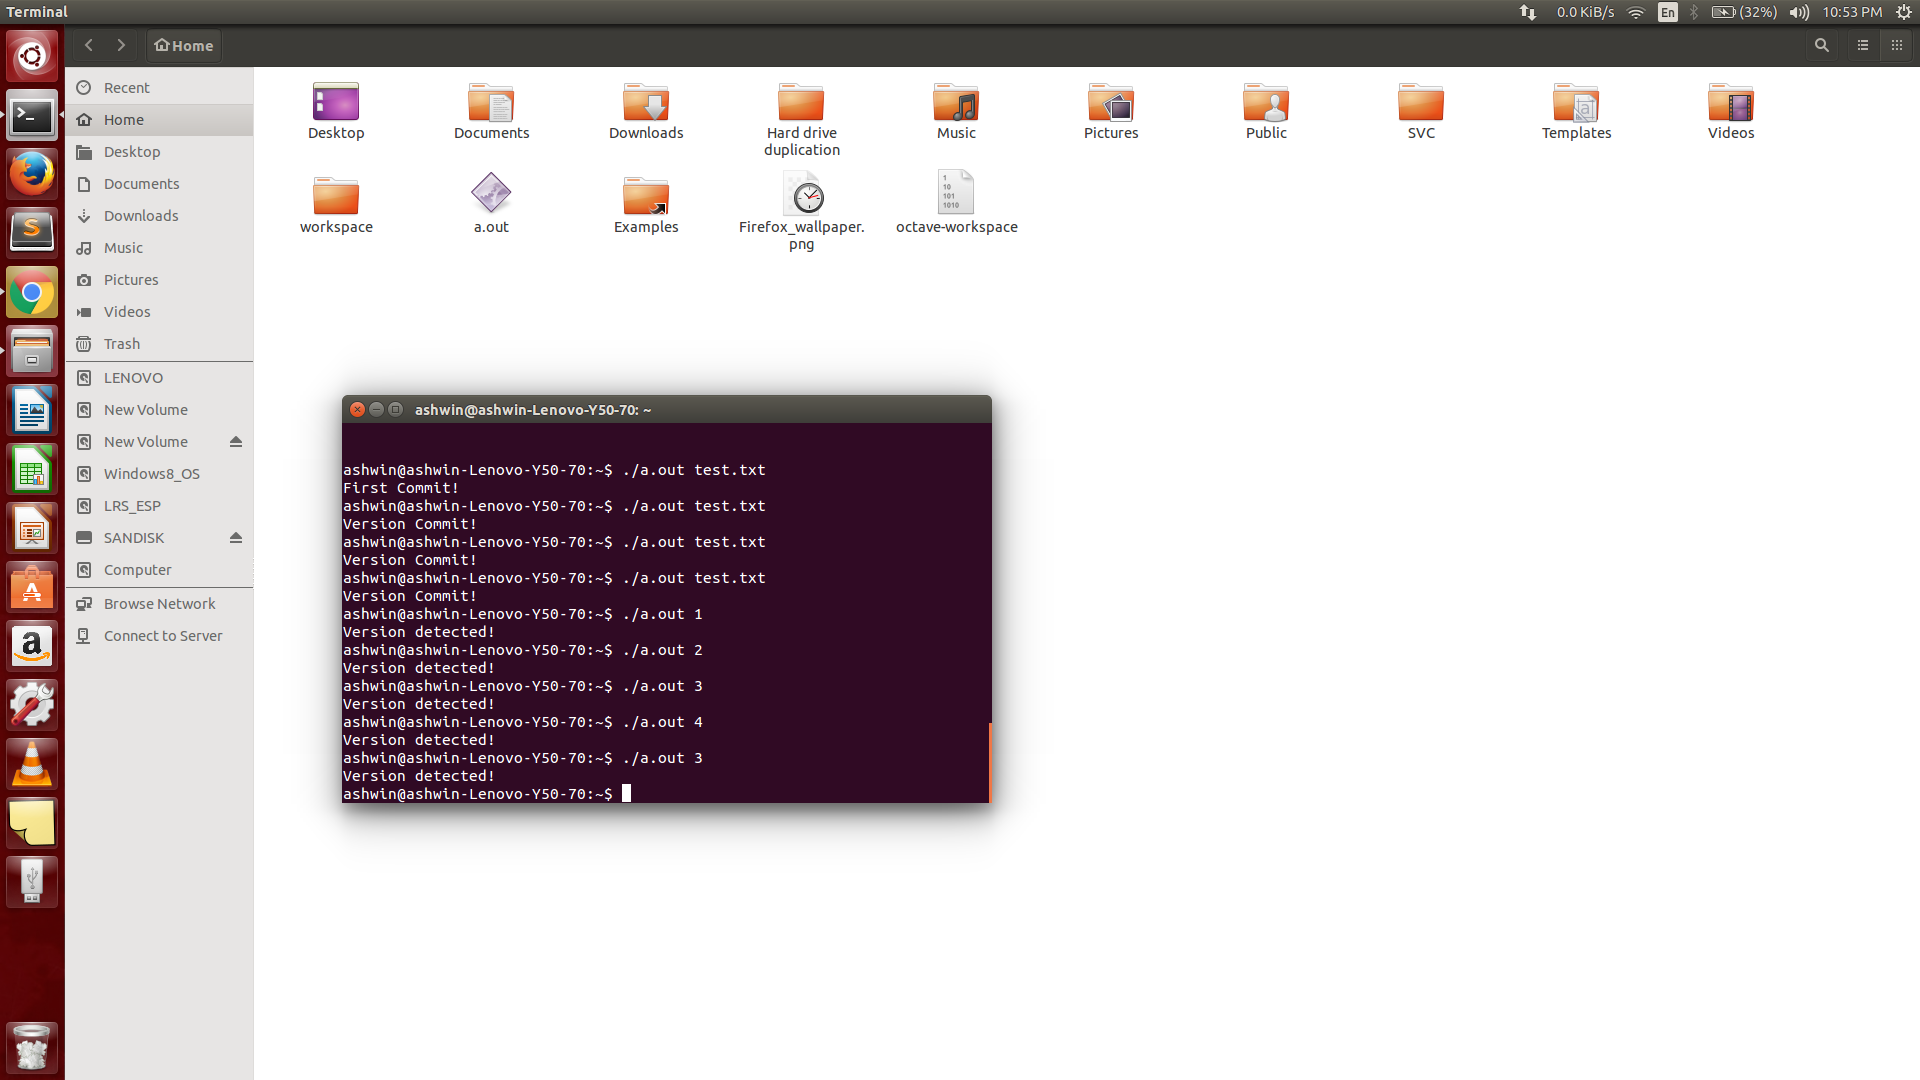 Terminal
0.0 KiB/s
En
(32%)
10:53 PM
Home
Recent
Home
Desktop
Documents
Downloads
Music
Pictures
Videos
Trash
LENOVO
New Volume
New Volume
Windows8_OS
LRS_ESP
SANDISK
Computer
Browse Network
Connect to Server
Desktop
Documents
Downloads
Hard drive
duplication
Music
Pictures
Public
SVC
Templates
Videos
workspace
a.out
Examples
Firefox_wallpaper.
png
1
10
101
1010
octave-workspace
ashwin@ashwin-Lenovo-Y50-70: ~
ashwin@ashwin-Lenovo-Y50-70:~$ ./a.out test.txt
First Commit!
ashwin@ashwin-Lenovo-Y50-70:~$ ./a.out test.txt
Version Commit!
ashwin@ashwin-Lenovo-Y50-70:~$ ./a.out test.txt
Version Commit!
ashwin@ashwin-Lenovo-Y50-70:~$ ./a.out test.txt
Version Commit!
ashwin@ashwin-Lenovo-Y50-70:~$ ./a.out 1
Version detected!
ashwin@ashwin-Lenovo-Y50-70:~$ ./a.out 2
Version detected!
ashwin@ashwin-Lenovo-Y50-70:~$ ./a.out 3
Version detected!
ashwin@ashwin-Lenovo-Y50-70:~$ ./a.out 4
Version detected!
ashwin@ashwin-Lenovo-Y50-70:~$ ./a.out 3
Version detected!
ashwin@ashwin-Lenovo-Y50-70:~$